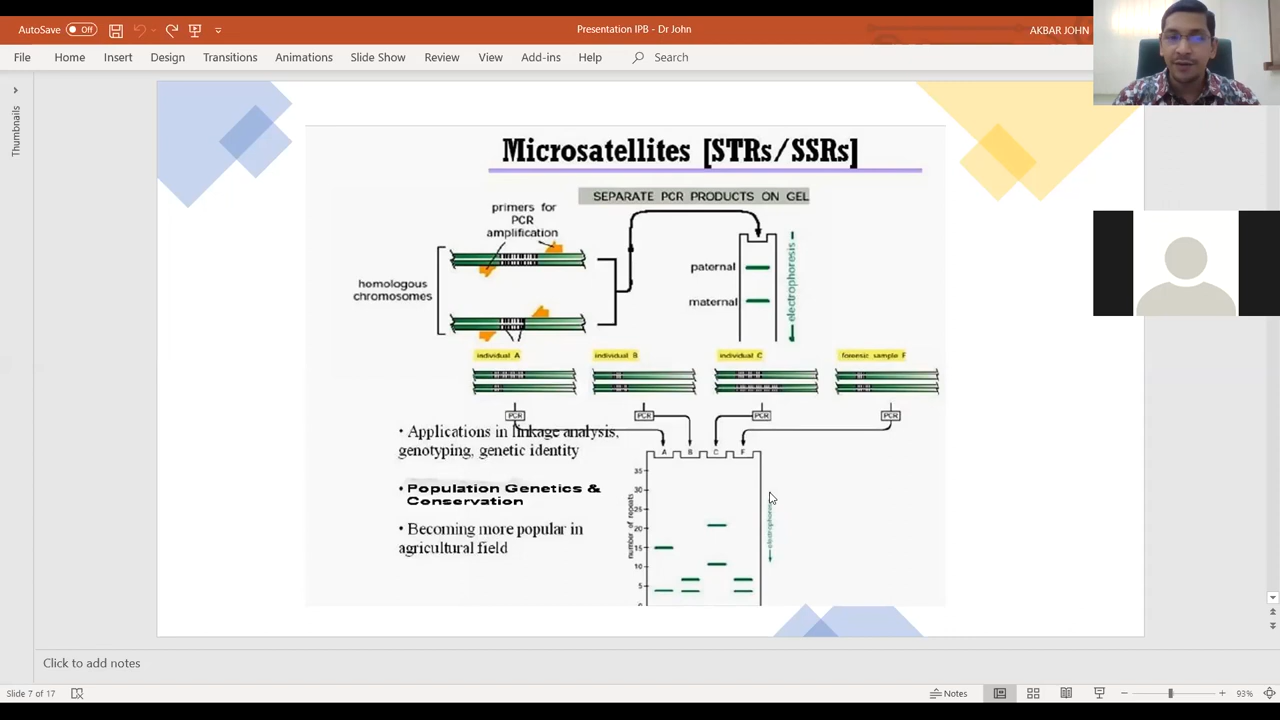 AutoSave Off
Presentation IPB - Dr John
AKBAR JOHN
File Home Insert Design Transitions Animations Slide Show Review View Add-ins Help Search
Thumbnails
Microsatellites [STRs/SSRs]
SEPARATE PCR PRODUCTS ON GEL
primers for
PCR
amplification
homologous
chromosomes
paternal
maternal
electrophoresis
individual A
individual B
individual C
forensic sample F
PCR PCR PCR PCR
• Applications in linkage analysis,
genotyping, genetic identity
• Population Genetics &
Conservation
• Becoming more popular in
agricultural field
A B C F
number of repeats
35
30
25
20
15
10
5
0
electrophoresis
Click to add notes
Slide 7 of 17
Notes
93%